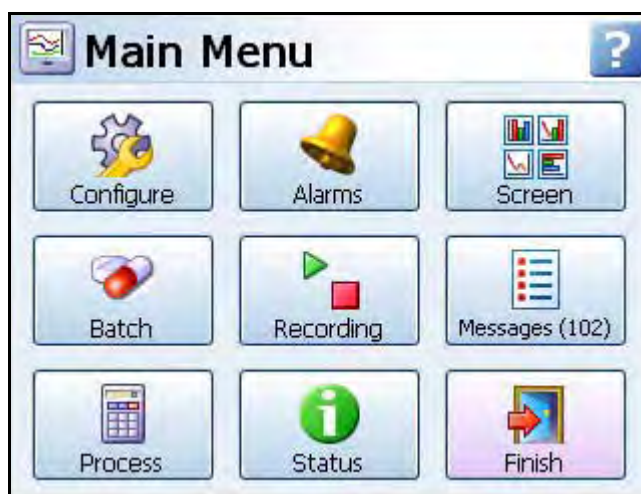 Main Menu ?
Configure
Alarms
Screen
Batch
Recording
Messages (102)
Process
Status
Finish